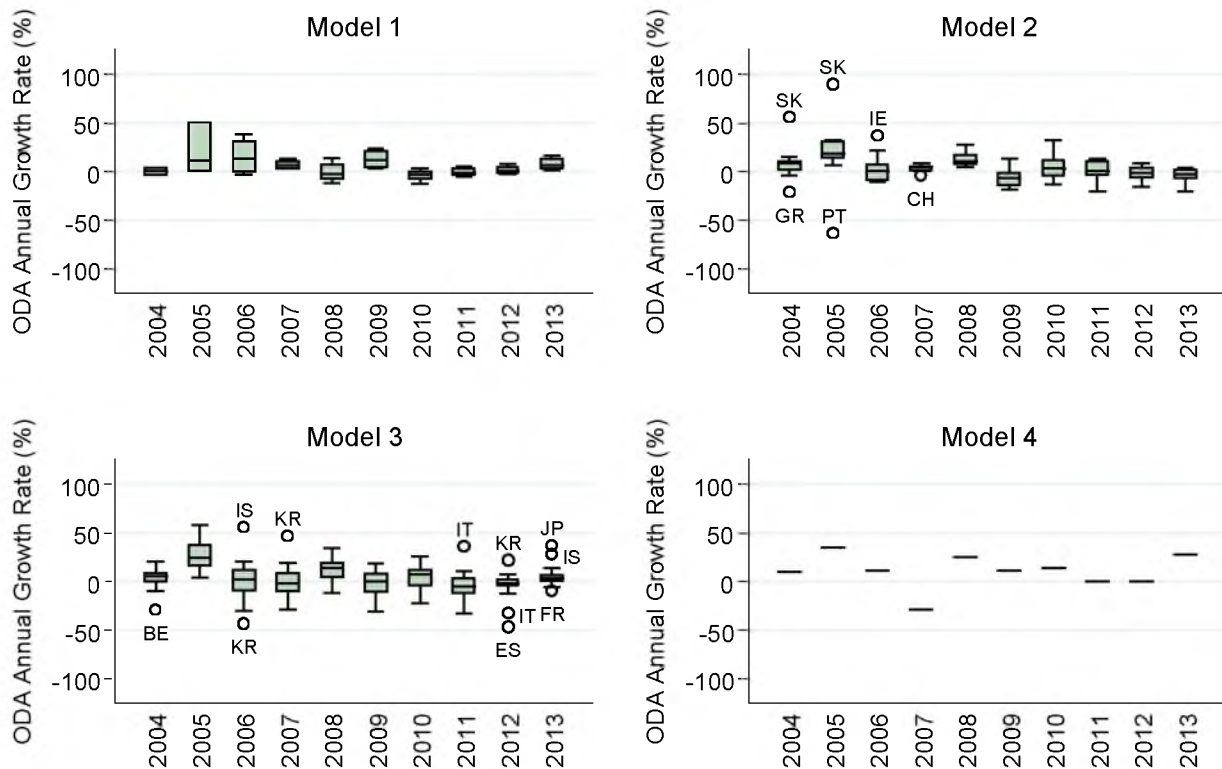 Model 1
ODA Annual Growth Rate (%)
100
50
0
-50
-100
2004
2005
2006
2007
2008
2009
2010
2011
2012
2013
Model 2
ODA Annual Growth Rate (%)
100
50
0
-50
-100
SK
GR
SK
PT
IE
CH
2004
2005
2006
2007
2008
2009
2010
2011
2012
2013
Model 3
ODA Annual Growth Rate (%)
100
50
0
-50
-100
BE
IS
KR
KR
IT
KR
IT
ES
JP
IS
FR
2004
2005
2006
2007
2008
2009
2010
2011
2012
2013
Model 4
ODA Annual Growth Rate (%)
100
50
0
-50
-100
2004
2005
2006
2007
2008
2009
2010
2011
2012
2013